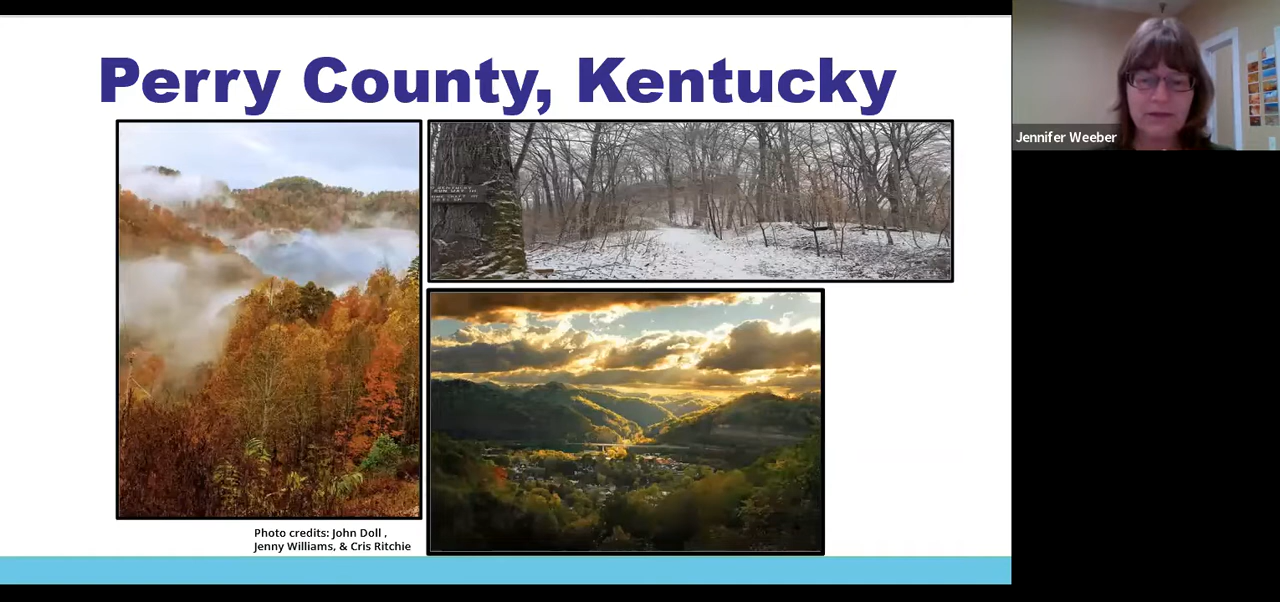 Perry County, Kentucky
Jennifer Weeber
Photo credits: John Doll ,
Jenny Williams, & Cris Ritchie